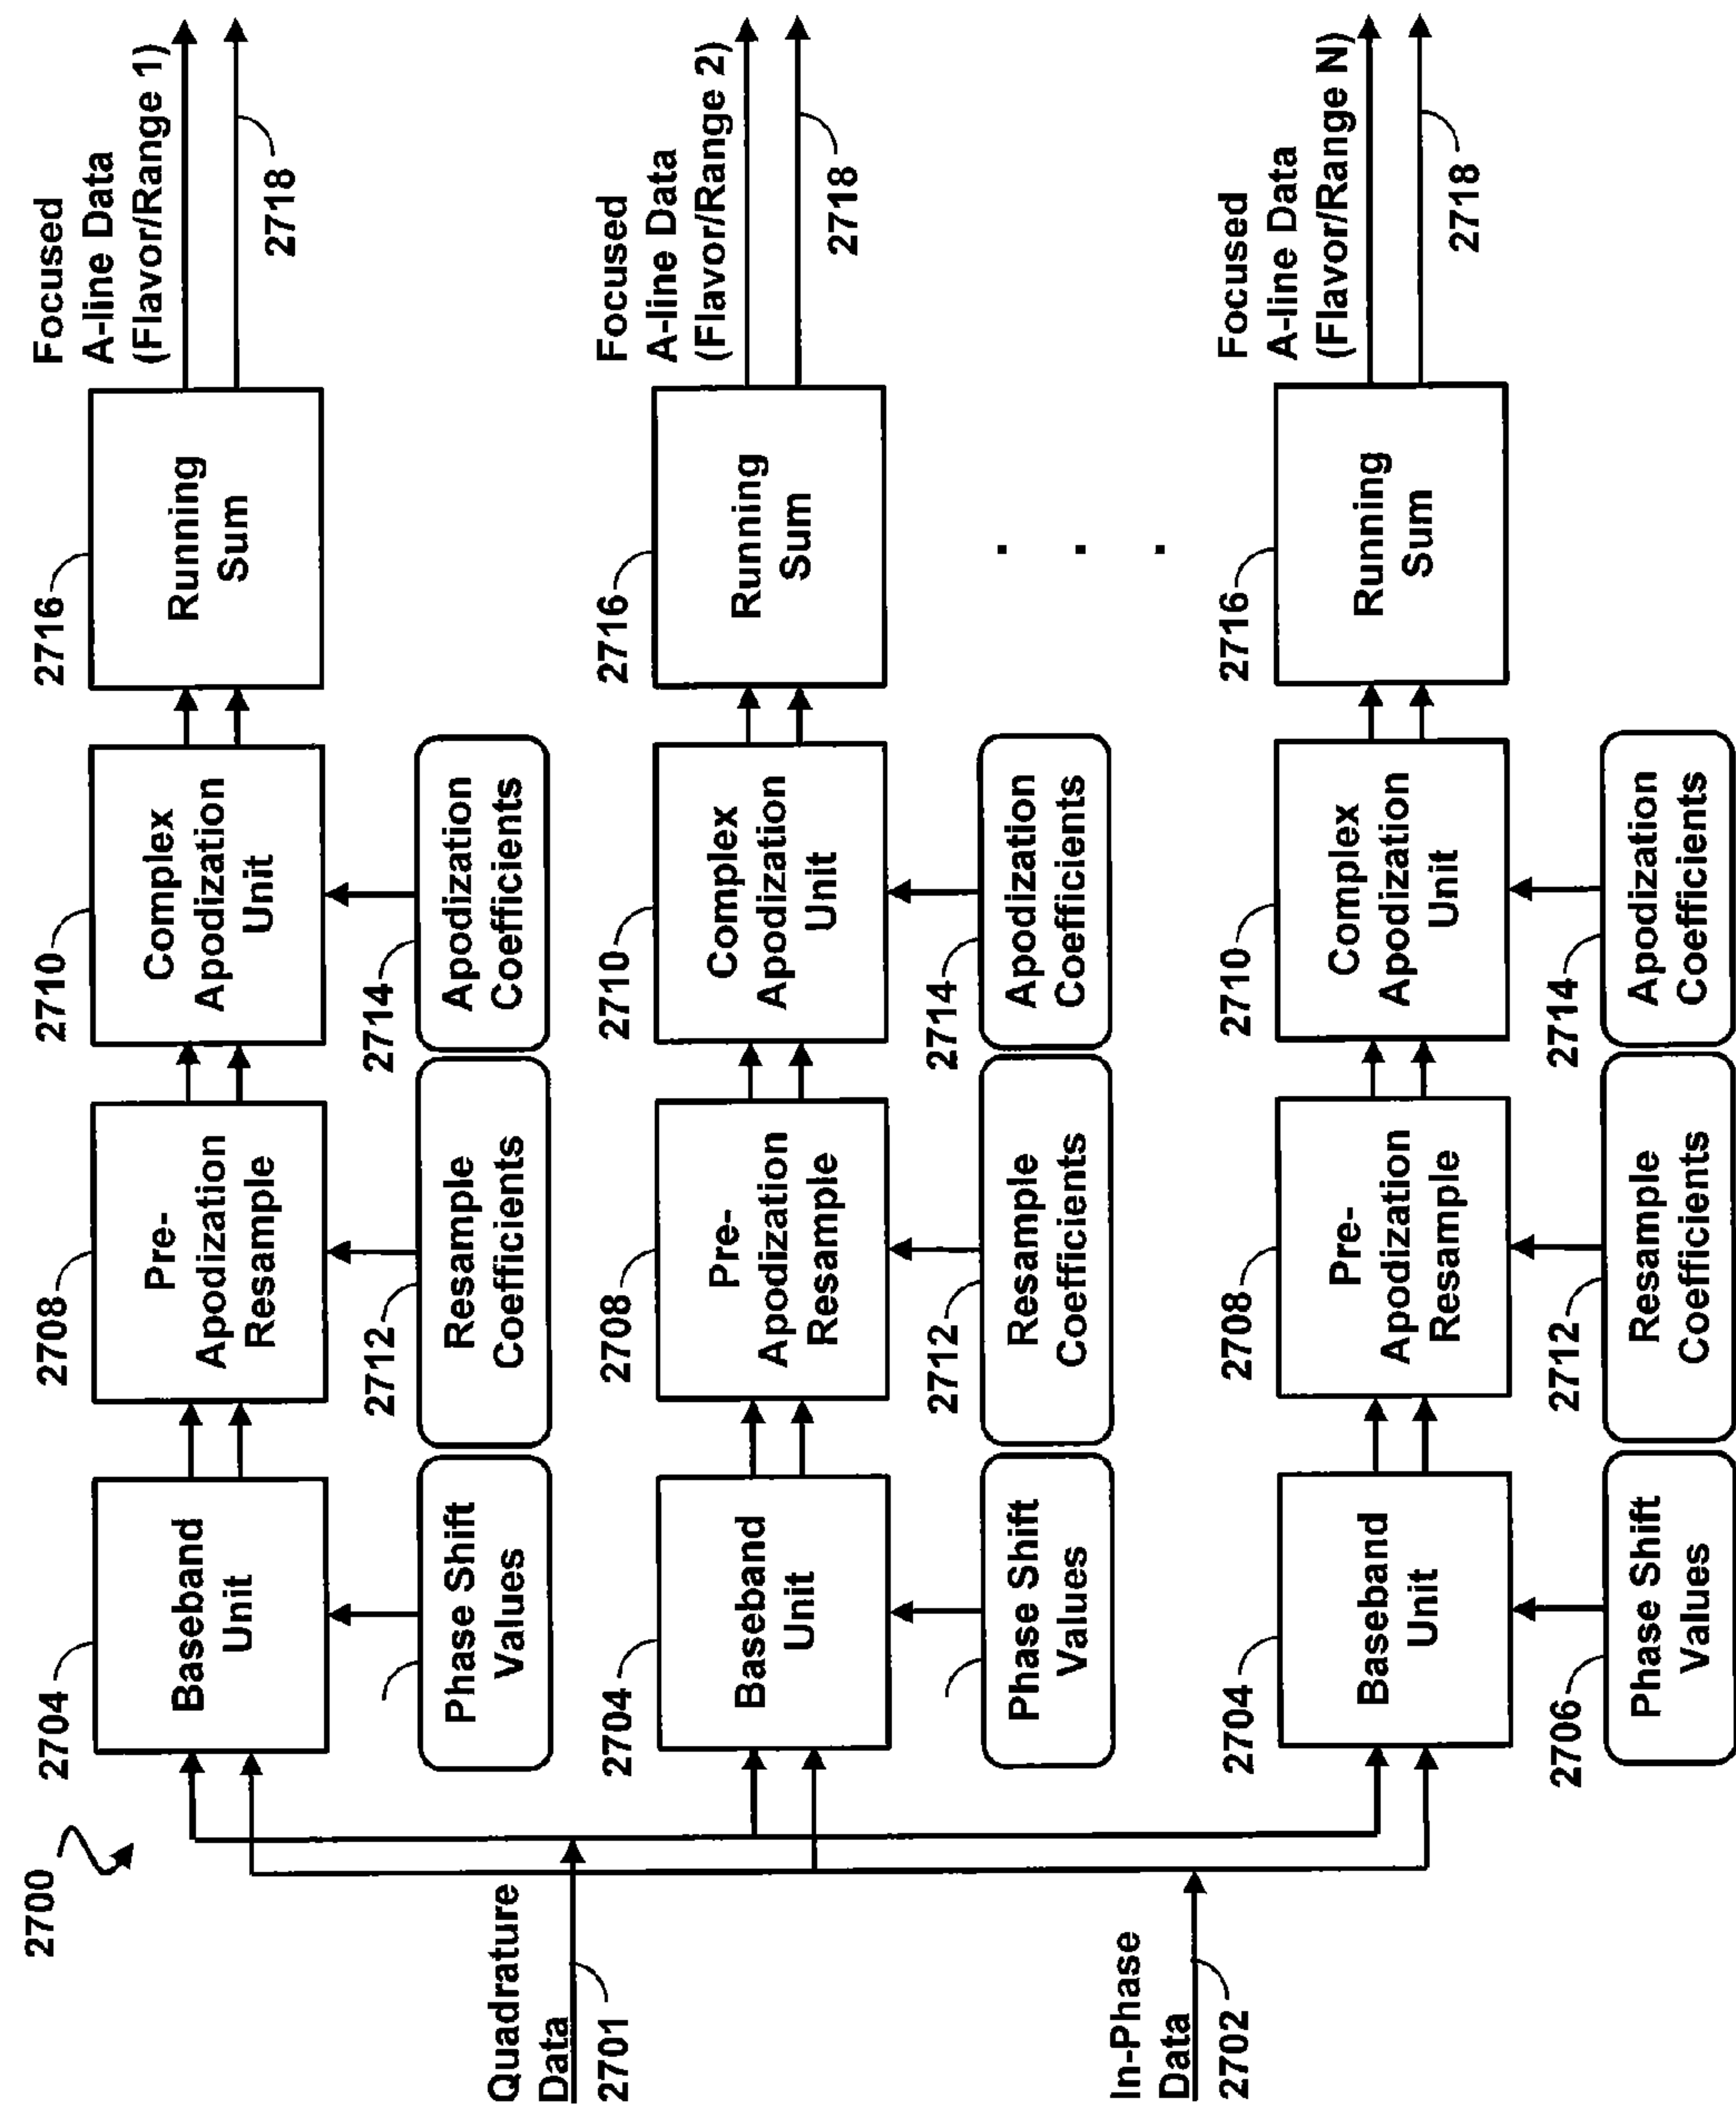 2700
Quadrature
Data
2701
In-Phase
Data
2702
2704
Baseband
Unit
Phase Shift
Values
2708
Pre-
Apodization
Resample
2712
Resample
Coefficients
2710
Complex
Apodization
Unit
2714
Apodization
Coefficients
2716
Running
Sum
Focused
A-line Data
(Flavor/Range 1)
2718
2704
Baseband
Unit
Phase Shift
Values
2708
Pre-
Apodization
Resample
2712
Resample
Coefficients
2710
Complex
Apodization
Unit
2714
Apodization
Coefficients
2716
Running
Sum
Focused
A-line Data
(Flavor/Range 2)
2718
. . .
2704
Baseband
Unit
2706
Phase Shift
Values
2708
Pre-
Apodization
Resample
2712
Resample
Coefficients
2710
Complex
Apodization
Unit
2714
Apodization
Coefficients
2716
Running
Sum
Focused
A-line Data
(Flavor/Range N)
2718